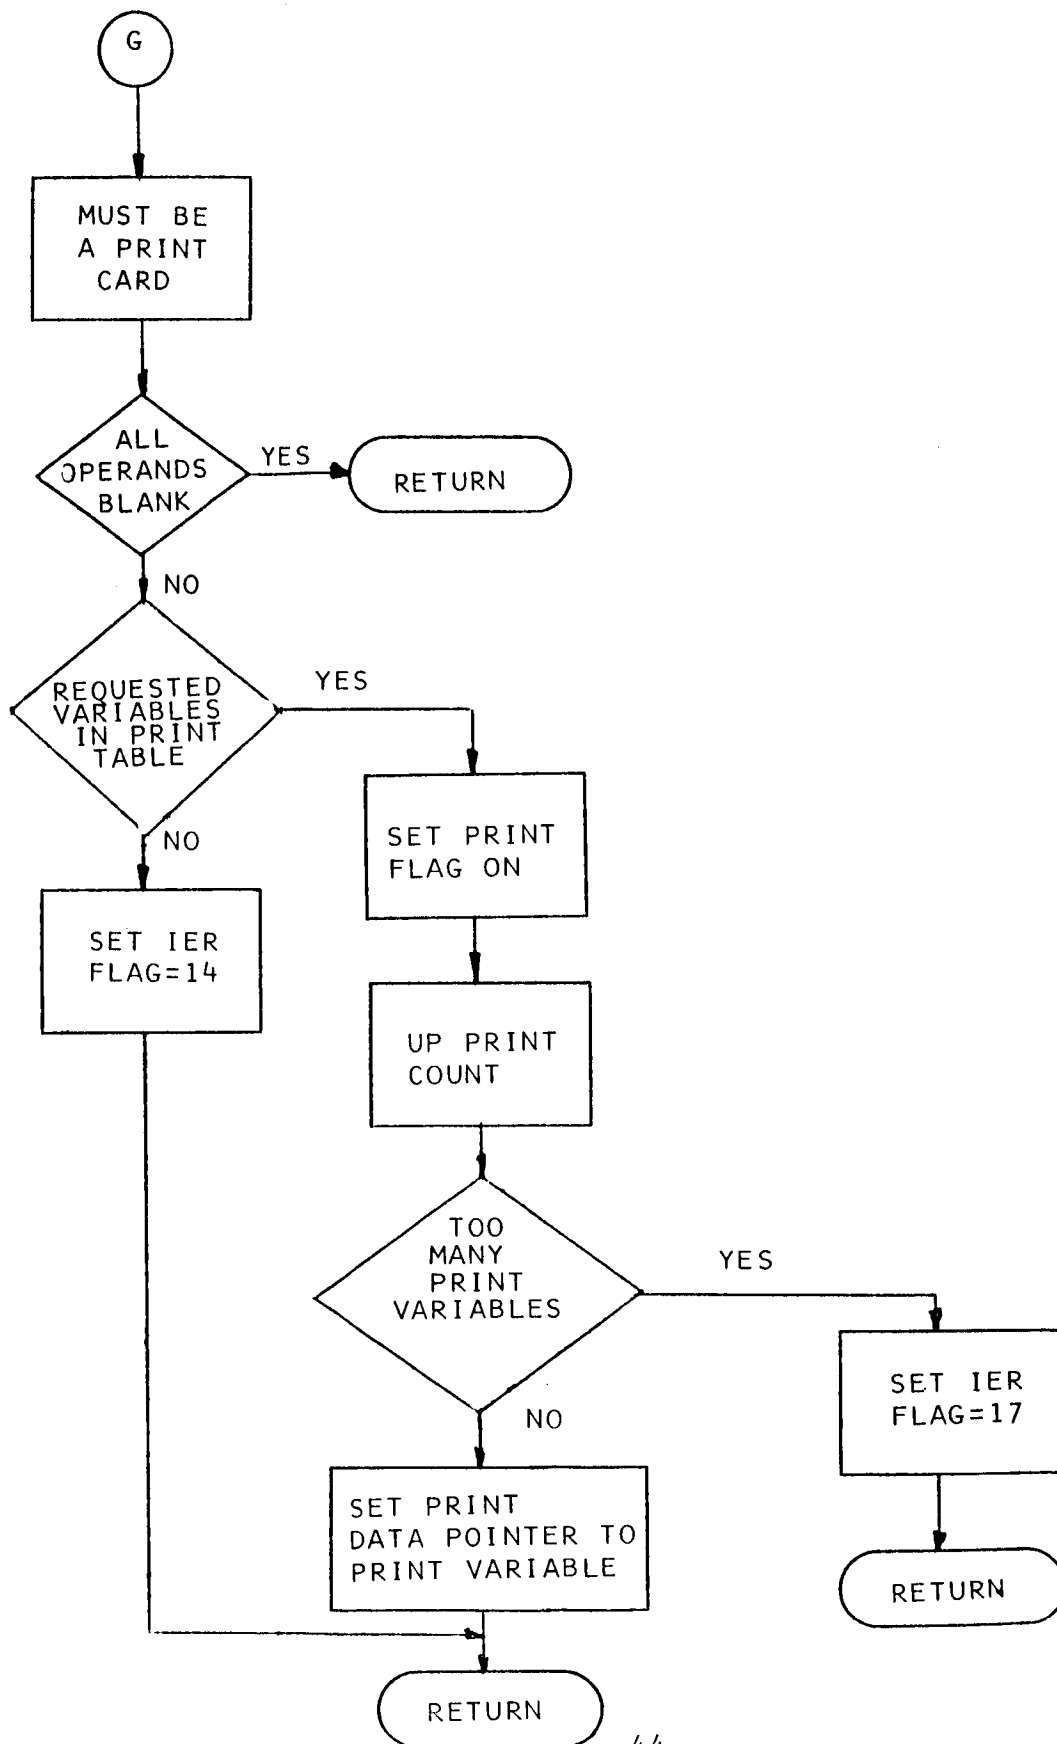 G
MUST BE
A PRINT
CARD
ALL
OPERANDS
BLANK
YES
RETURN
NO
REQUESTED
VARIABLES
IN PRINT
TABLE
YES
NO
SET PRINT
FLAG ON
SET IER
FLAG=14
UP PRINT
COUNT
TOO
MANY
PRINT
VARIABLES
YES
NO
SET IER
FLAG=17
SET PRINT
DATA POINTER TO
PRINT VARIABLE
RETURN
RETURN
44